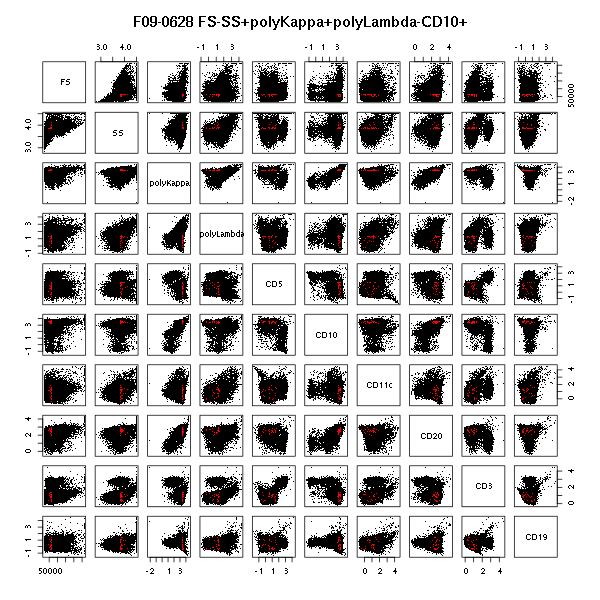 F09-0628 FS-SS+polyKappa+polyLambda-CD10+
3.0 4.0 -1 1 3 -1 1 3 0 2 4 0 2 4 -1 1 3
FS
50000
3.0 4.0
SS
polyKappa
-2 1 3
-1 1 3
polyLambda
CD5
-1 1 3
-1 1 3
CD10
CD11c
0 2 4
0 2 4
CD20
CD3
0 2 4
-1 1 3
CD19
50000 -2 1 3 -1 1 3 0 2 4 0 2 4